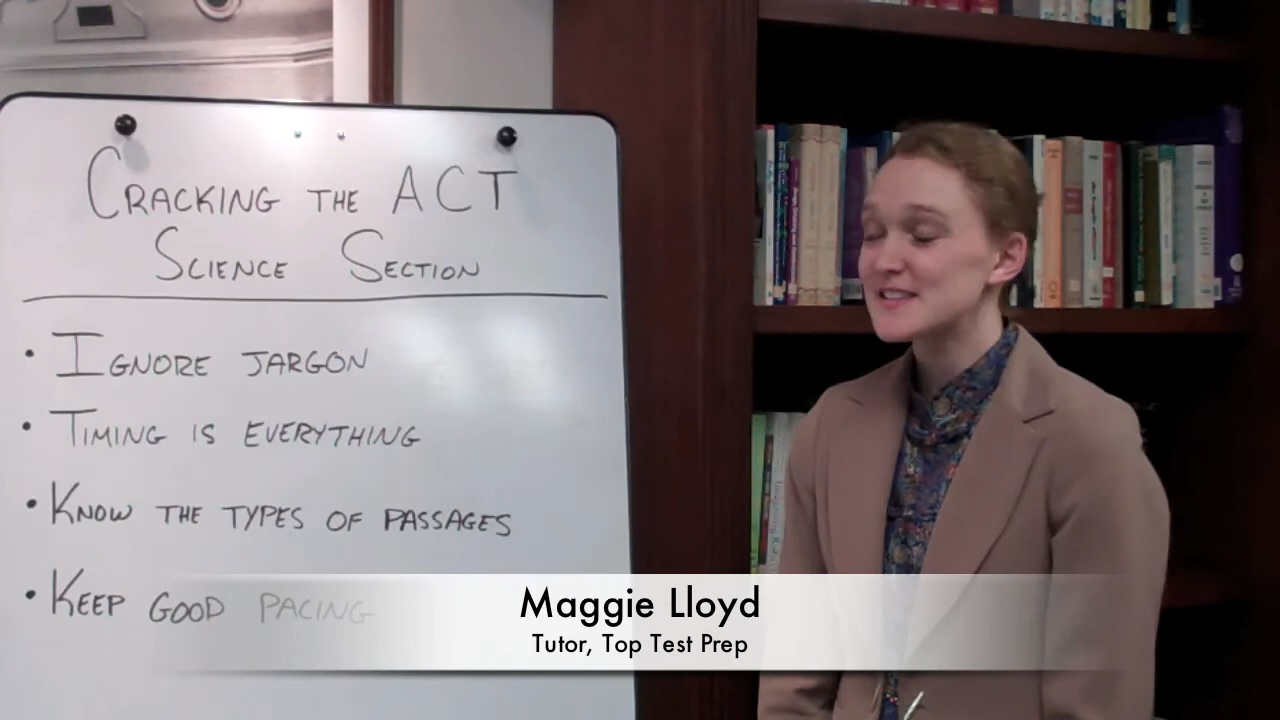 CRACKING THE ACT
SCIENCE SECTION
• IGNORE JARGON
• TIMING IS EVERYTHING
• KNOW THE TYPES OF PASSAGES
• KEEP GOOD PACING
Maggie Lloyd
Tutor, Top Test Prep